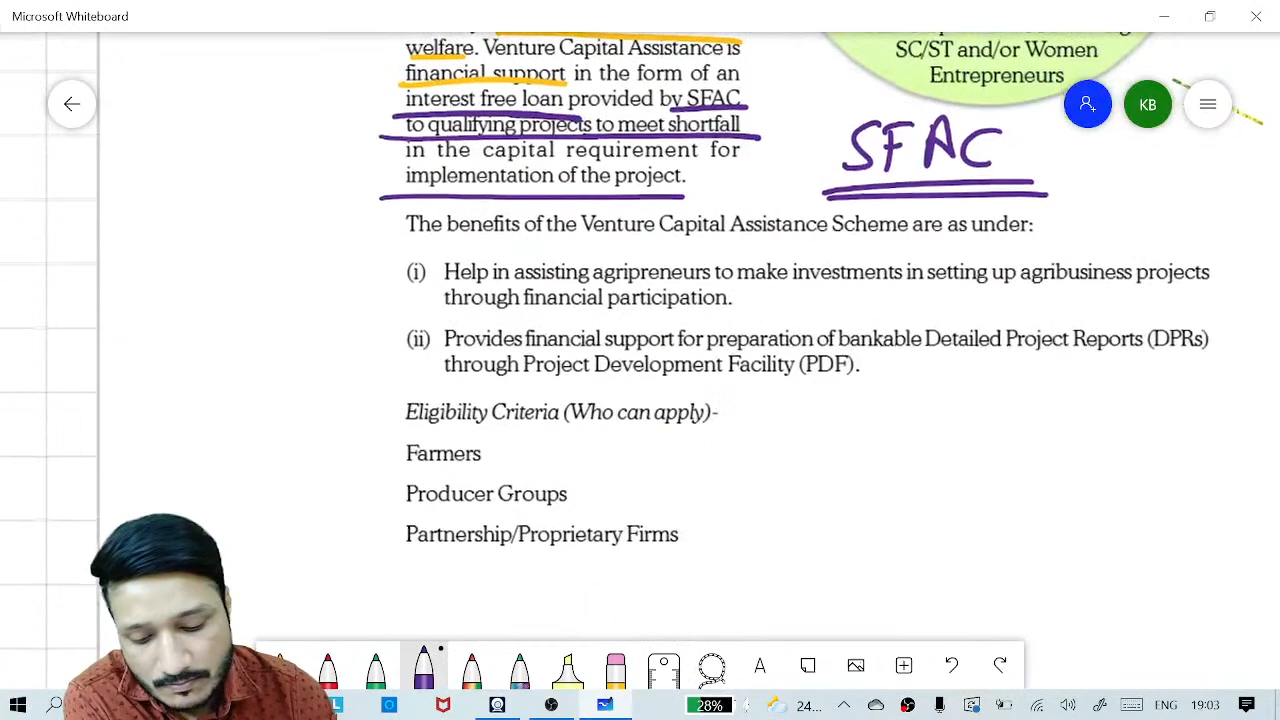 Microsoft Whiteboard
welfare. Venture Capital Assistance is
financial support in the form of an
interest free loan provided by SFAC
to qualifying projects to meet shortfall
in the capital requirement for
implementation of the project.
SC/ST and/or Women
Entrepreneurs
KB
SFAC
The benefits of the Venture Capital Assistance Scheme are as under:
(i) Help in assisting agripreneurs to make investments in setting up agribusiness projects
through financial participation.
(ii) Provides financial support for preparation of bankable Detailed Project Reports (DPRs)
through Project Development Facility (PDF).
Eligibility Criteria (Who can apply)-
Farmers
Producer Groups
Partnership/Proprietary Firms
A
28%
24...
ENG
19:03